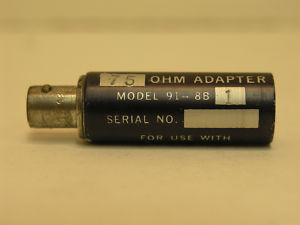 75 OHM ADAPTER
MODEL 91-8B 1
SERIAL NO.
FOR USE WITH